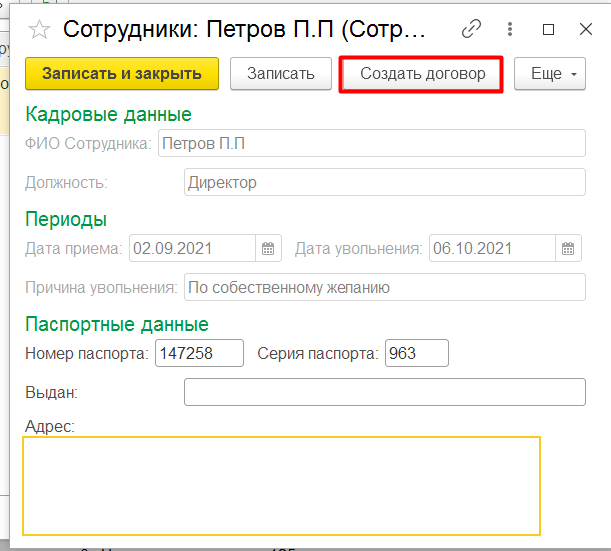 Сотрудники: Петров П.П (Сотр...
Записать и закрыть Записать Создать договор Еще
Кадровые данные
ФИО Сотрудника: Петров П.П
Должность: Директор
Периоды
Дата приема: 02.09.2021 Дата увольнения: 06.10.2021
Причина увольнения: По собественному желанию
Паспортные данные
Номер паспорта: 147258 Серия паспорта: 963
Выдан:
Адрес: